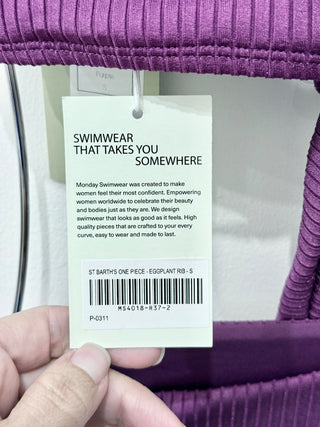 Purple
S
SWIMWEAR
THAT TAKES YOU
SOMEWHERE
Monday Swimwear was created to make
women feel their most confident. Empowering
women worldwide to celebrate their beauty
and bodies just as they are. We design
swimwear that looks as good as it feels. High
quality pieces that are crafted to your every
curve, easy to wear and made to last.
ST BARTH'S ONE PIECE - EGGPLANT RIB - S
MS4018-R37-2
P-0311